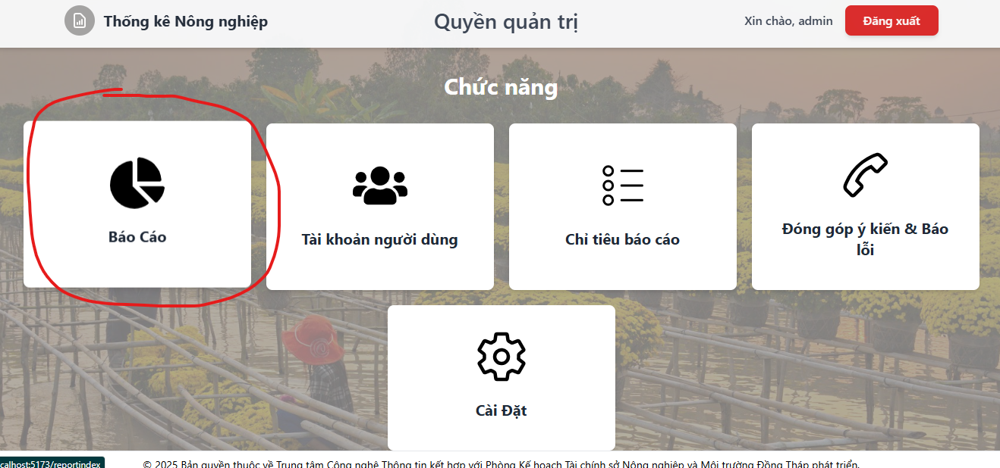 Thống kê Nông nghiệp
Quyền quản trị
Xin chào, admin
Đăng xuất
Chức năng
Báo Cáo
Tài khoản người dùng
Chỉ tiêu báo cáo
Đóng góp ý kiến & Báo
lỗi
Cài Đặt
calhost:5173/reportindex
© 2025 Bản quyền thuộc về Trung tâm Công nghệ Thông tin kết hợp với Phòng Kế hoạch Tài chính sở Nông nghiệp và Môi trường Đồng Tháp phát triển.